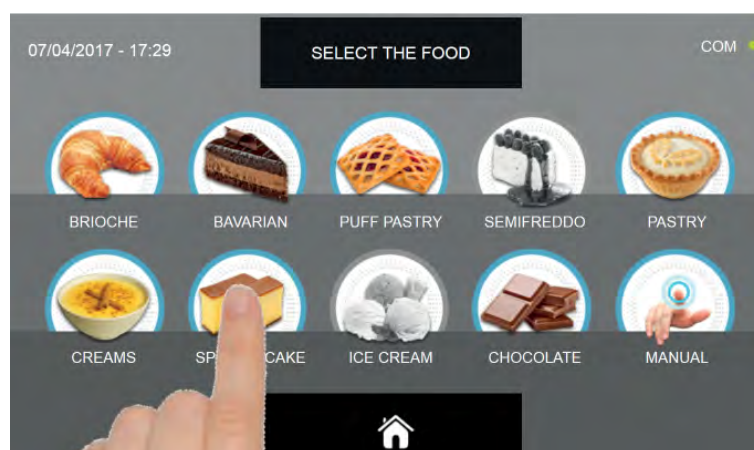 07/04/2017 - 17:29
SELECT THE FOOD
COM
BRIOCHE
BAVARIAN
PUFF PASTRY
SEMIFREDDO
PASTRY
CREAMS
CAKE
ICE CREAM
CHOCOLATE
MANUAL